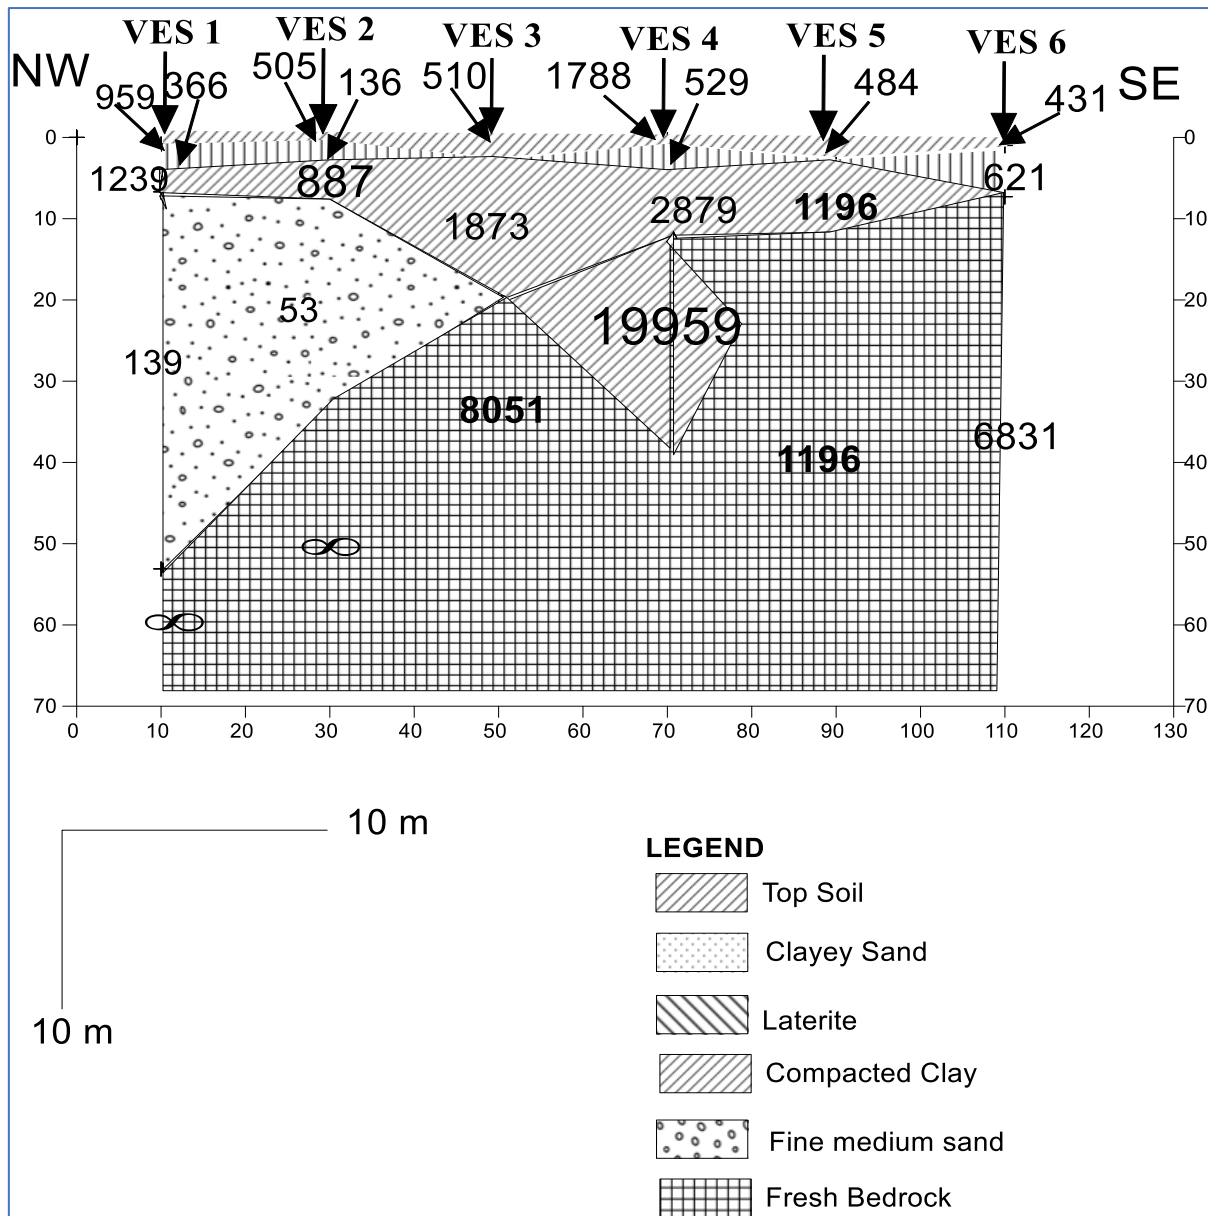 VES 1 VES 2 VES 3 VES 4 VES 5 VES 6
NW SE
959 366 505 136 510 1788 529 484 431
0 0
1239 887 621
10 1873 2879 1196 10
20 53 19959 20
139
30 30
8051
40 1196 6831 40
50 ∞ 50
60 ∞ 60
70 70
0 10 20 30 40 50 60 70 80 90 100 110 120 130
10 m
10 m
LEGEND
Top Soil
Clayey Sand
Laterite
Compacted Clay
Fine medium sand
Fresh Bedrock